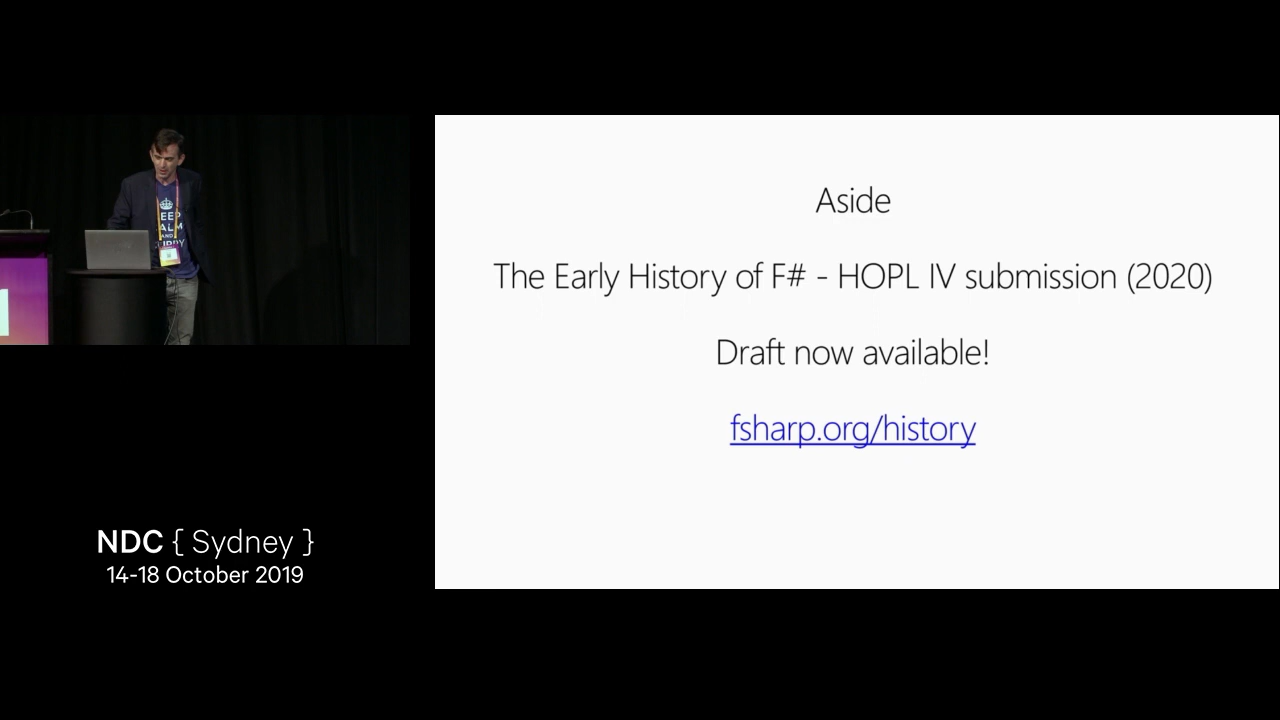 Aside
The Early History of F# - HOPL IV submission (2020)
Draft now available!
fsharp.org/history
NDC { Sydney }
14-18 October 2019